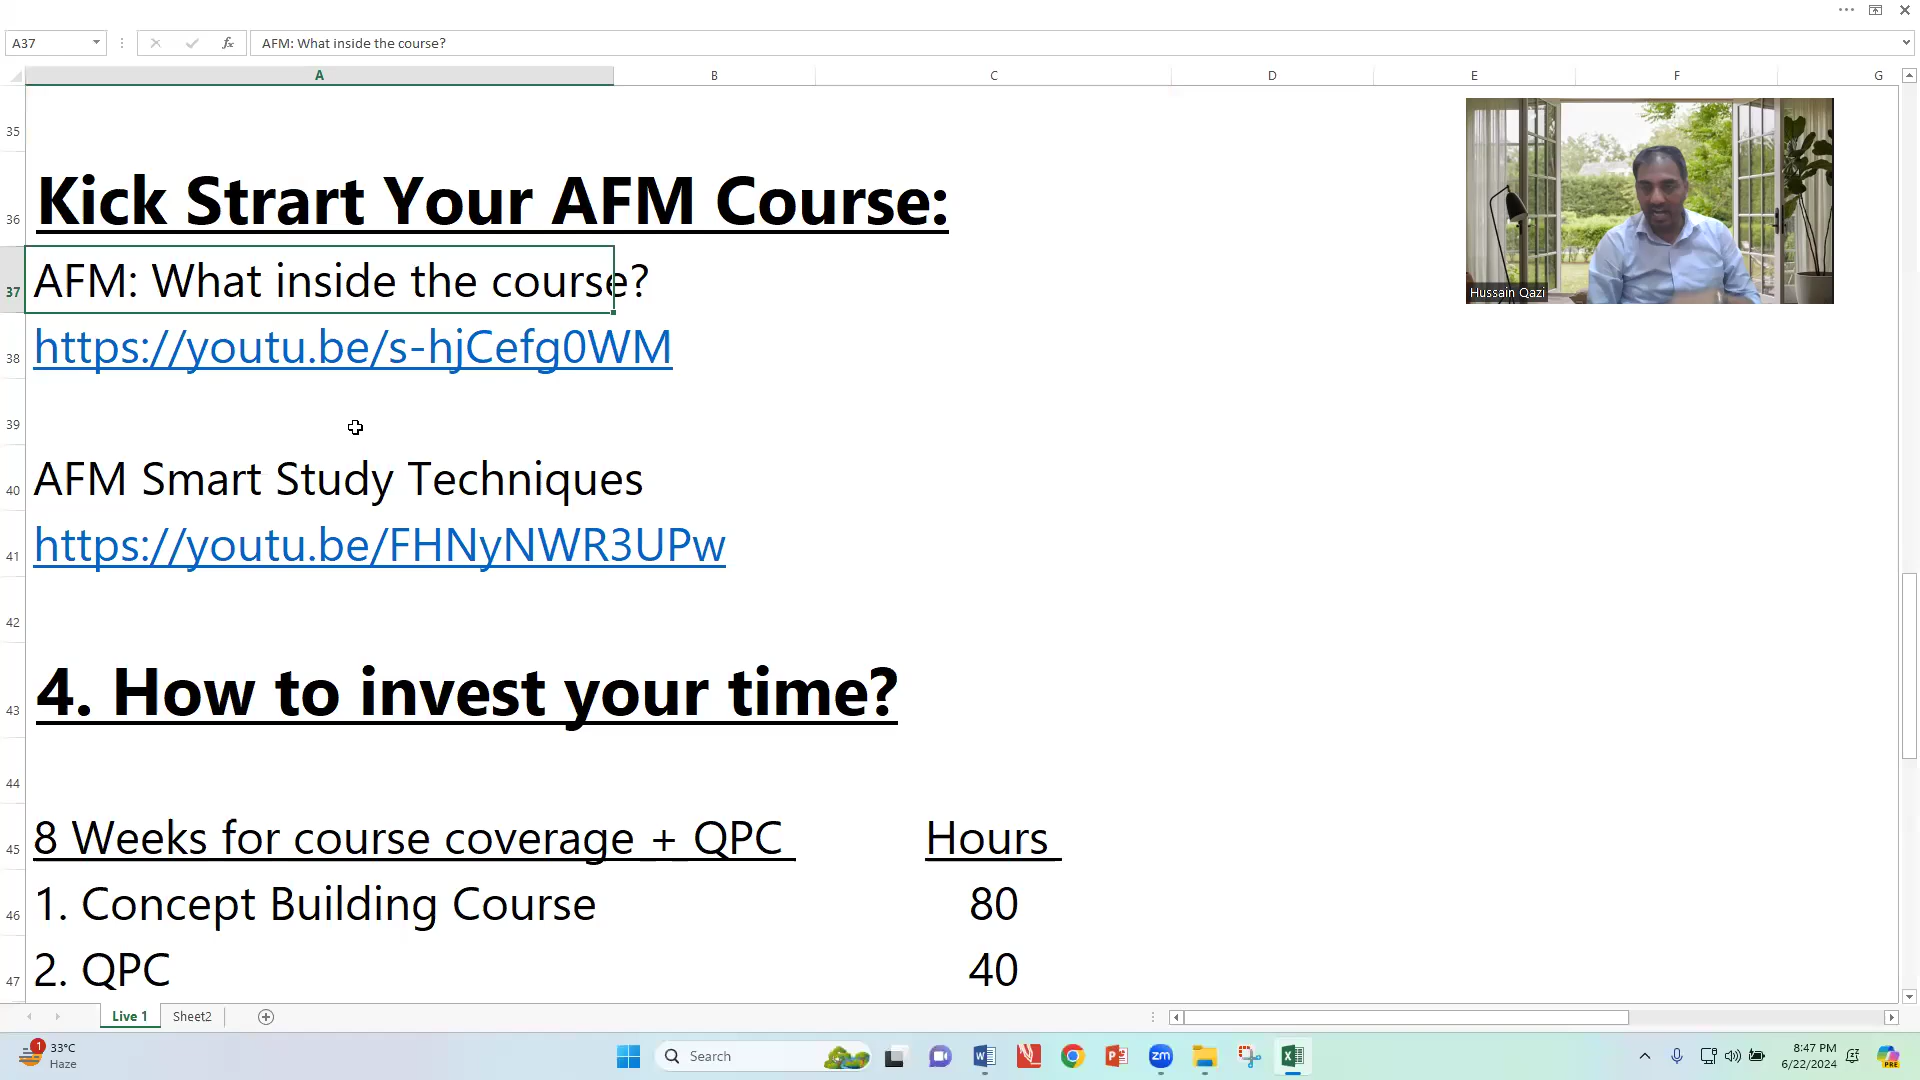 A37
fx
AFM: What inside the course?
A B C D E F G
35
36 Kick Strart Your AFM Course:
37 AFM: What inside the course?
38 https://youtu.be/s-hjCefg0WM
39
40 AFM Smart Study Techniques
41 https://youtu.be/FHNyNWR3UPw
42
43 4. How to invest your time?
44
45 8 Weeks for course coverage + QPC Hours
46 1. Concept Building Course 80
47 2. QPC 40
Hussain Qazi
Live 1 Sheet2
1
33°C
Haze
Search
zm
PRE
8:47 PM
6/22/2024